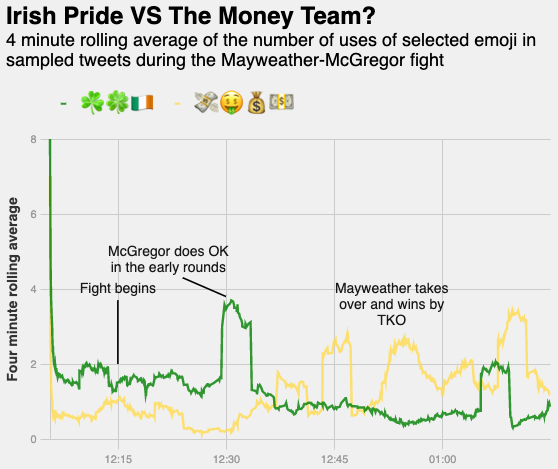 Irish Pride VS The Money Team?
4 minute rolling average of the number of uses of selected emoji in
sampled tweets during the Mayweather-McGregor fight
- ☘️🍀🇮🇪 - 💸🤑💰💵
8
6
4
2
0
Four minute rolling average
McGregor does OK
in the early rounds
Fight begins
Mayweather takes
over and wins by
TKO
12:15
12:30
12:45
01:00